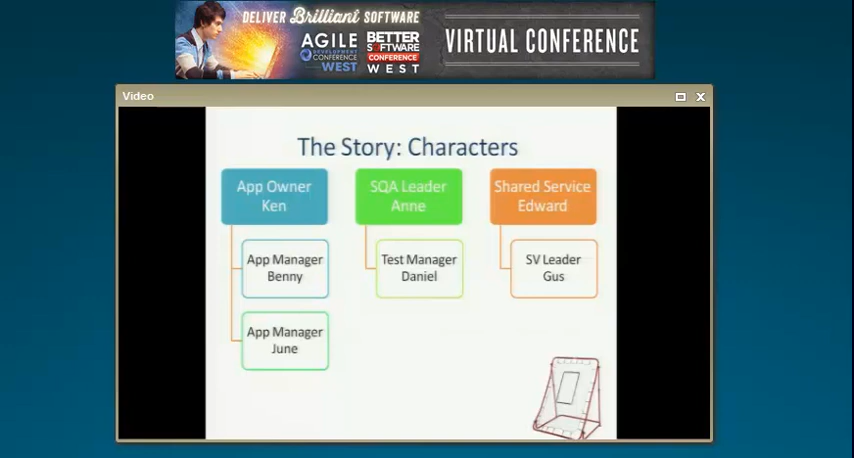 DELIVER Brilliant SOFTWARE
AGILE
DEVELOPMENT
CONFERENCE
WEST
BETTER
SOFTWARE
CONFERENCE
WEST
VIRTUAL CONFERENCE
Video
The Story: Characters
App Owner
Ken
SQA Leader
Anne
Shared Service
Edward
App Manager
Benny
Test Manager
Daniel
SV Leader
Gus
App Manager
June